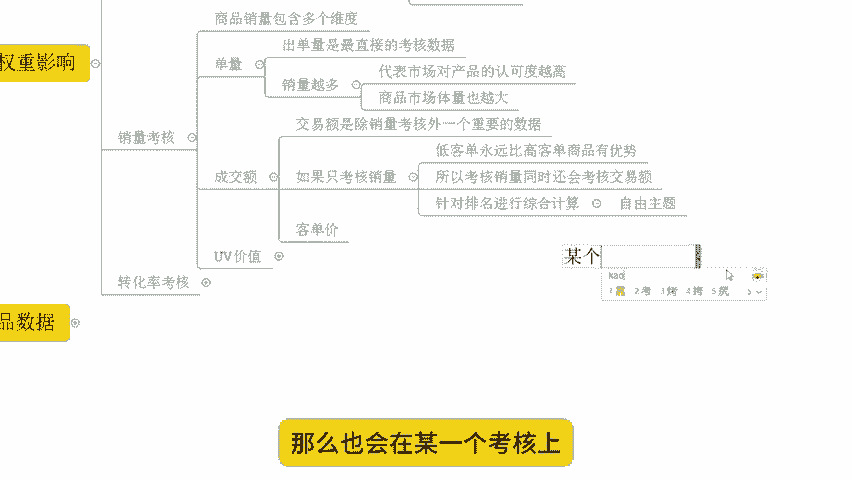 商品销量包含多个维度
出单量是最直接的考核数据
权重影响
单量
代表市场对产品的认可度越高
销量越多
商品市场体量也越大
交易额是除销量考核外一个重要的数据
销量考核
低客单永远比高客单商品有优势
成交额
如果只考核销量
所以考核销量同时还会考核交易额
针对排名进行综合计算
自由主题
客单价
UV价值
某个
kao
转化率考核
2考 3烤 4拷 5
品数据
那么也会在某一个考核上